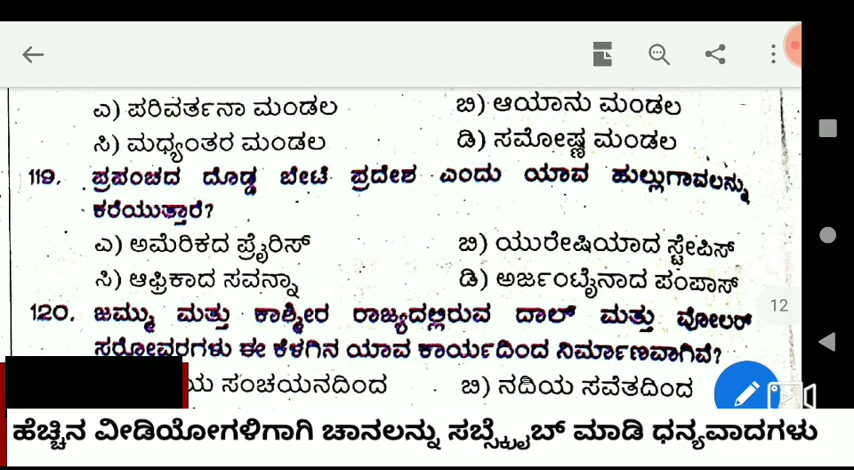 ಎ) ಪರಿವರ್ತನಾ ಮಂಡಲ ಬಿ) ಆಯಾನು ಮಂಡಲ
ಸಿ) ಮಧ್ಯಂತರ ಮಂಡಲ ಡಿ) ಸಮೋಷ್ಣ ಮಂಡಲ
119. ಪ್ರಪಂಚದ ದೊಡ್ಡ ಬೇಟೆ ಪ್ರದೇಶ ಎಂದು ಯಾವ ಹುಲ್ಲುಗಾವಲನ್ನು
ಕರೆಯುತ್ತಾರೆ?
ಎ) ಅಮೆರಿಕದ ಪ್ರೈರಿಸ್ ಬಿ) ಯುರೇಷಿಯಾದ ಸ್ಟೇಪಿಸ್
ಸಿ) ಆಫ್ರಿಕಾದ ಸವನ್ನಾ ಡಿ) ಅರ್ಜಂಟೈನಾದ ಪಂಪಾಸ್
12
120. ಜಮ್ಮು ಮತ್ತು ಕಾಶ್ಮೀರ ರಾಜ್ಯದಲ್ಲಿರುವ ದಾಲ್ ಮತ್ತು ವೋಲರ್
ಸರೋವರಗಳು ಈ ಕೆಳಗಿನ ಯಾವ ಕಾರ್ಯದಿಂದ ನಿರ್ಮಾಣವಾಗಿವೆ?
ಯ ಸಂಚಯನದಿಂದ ಬಿ) ನದಿಯ ಸವೆತದಿಂದ
ಹೆಚ್ಚಿನ ವೀಡಿಯೋಗಳಿಗಾಗಿ ಚಾನಲನ್ನು ಸಬ್ಸ್ಕ್ರೈಬ್ ಮಾಡಿ ಧನ್ಯವಾದಗಳು